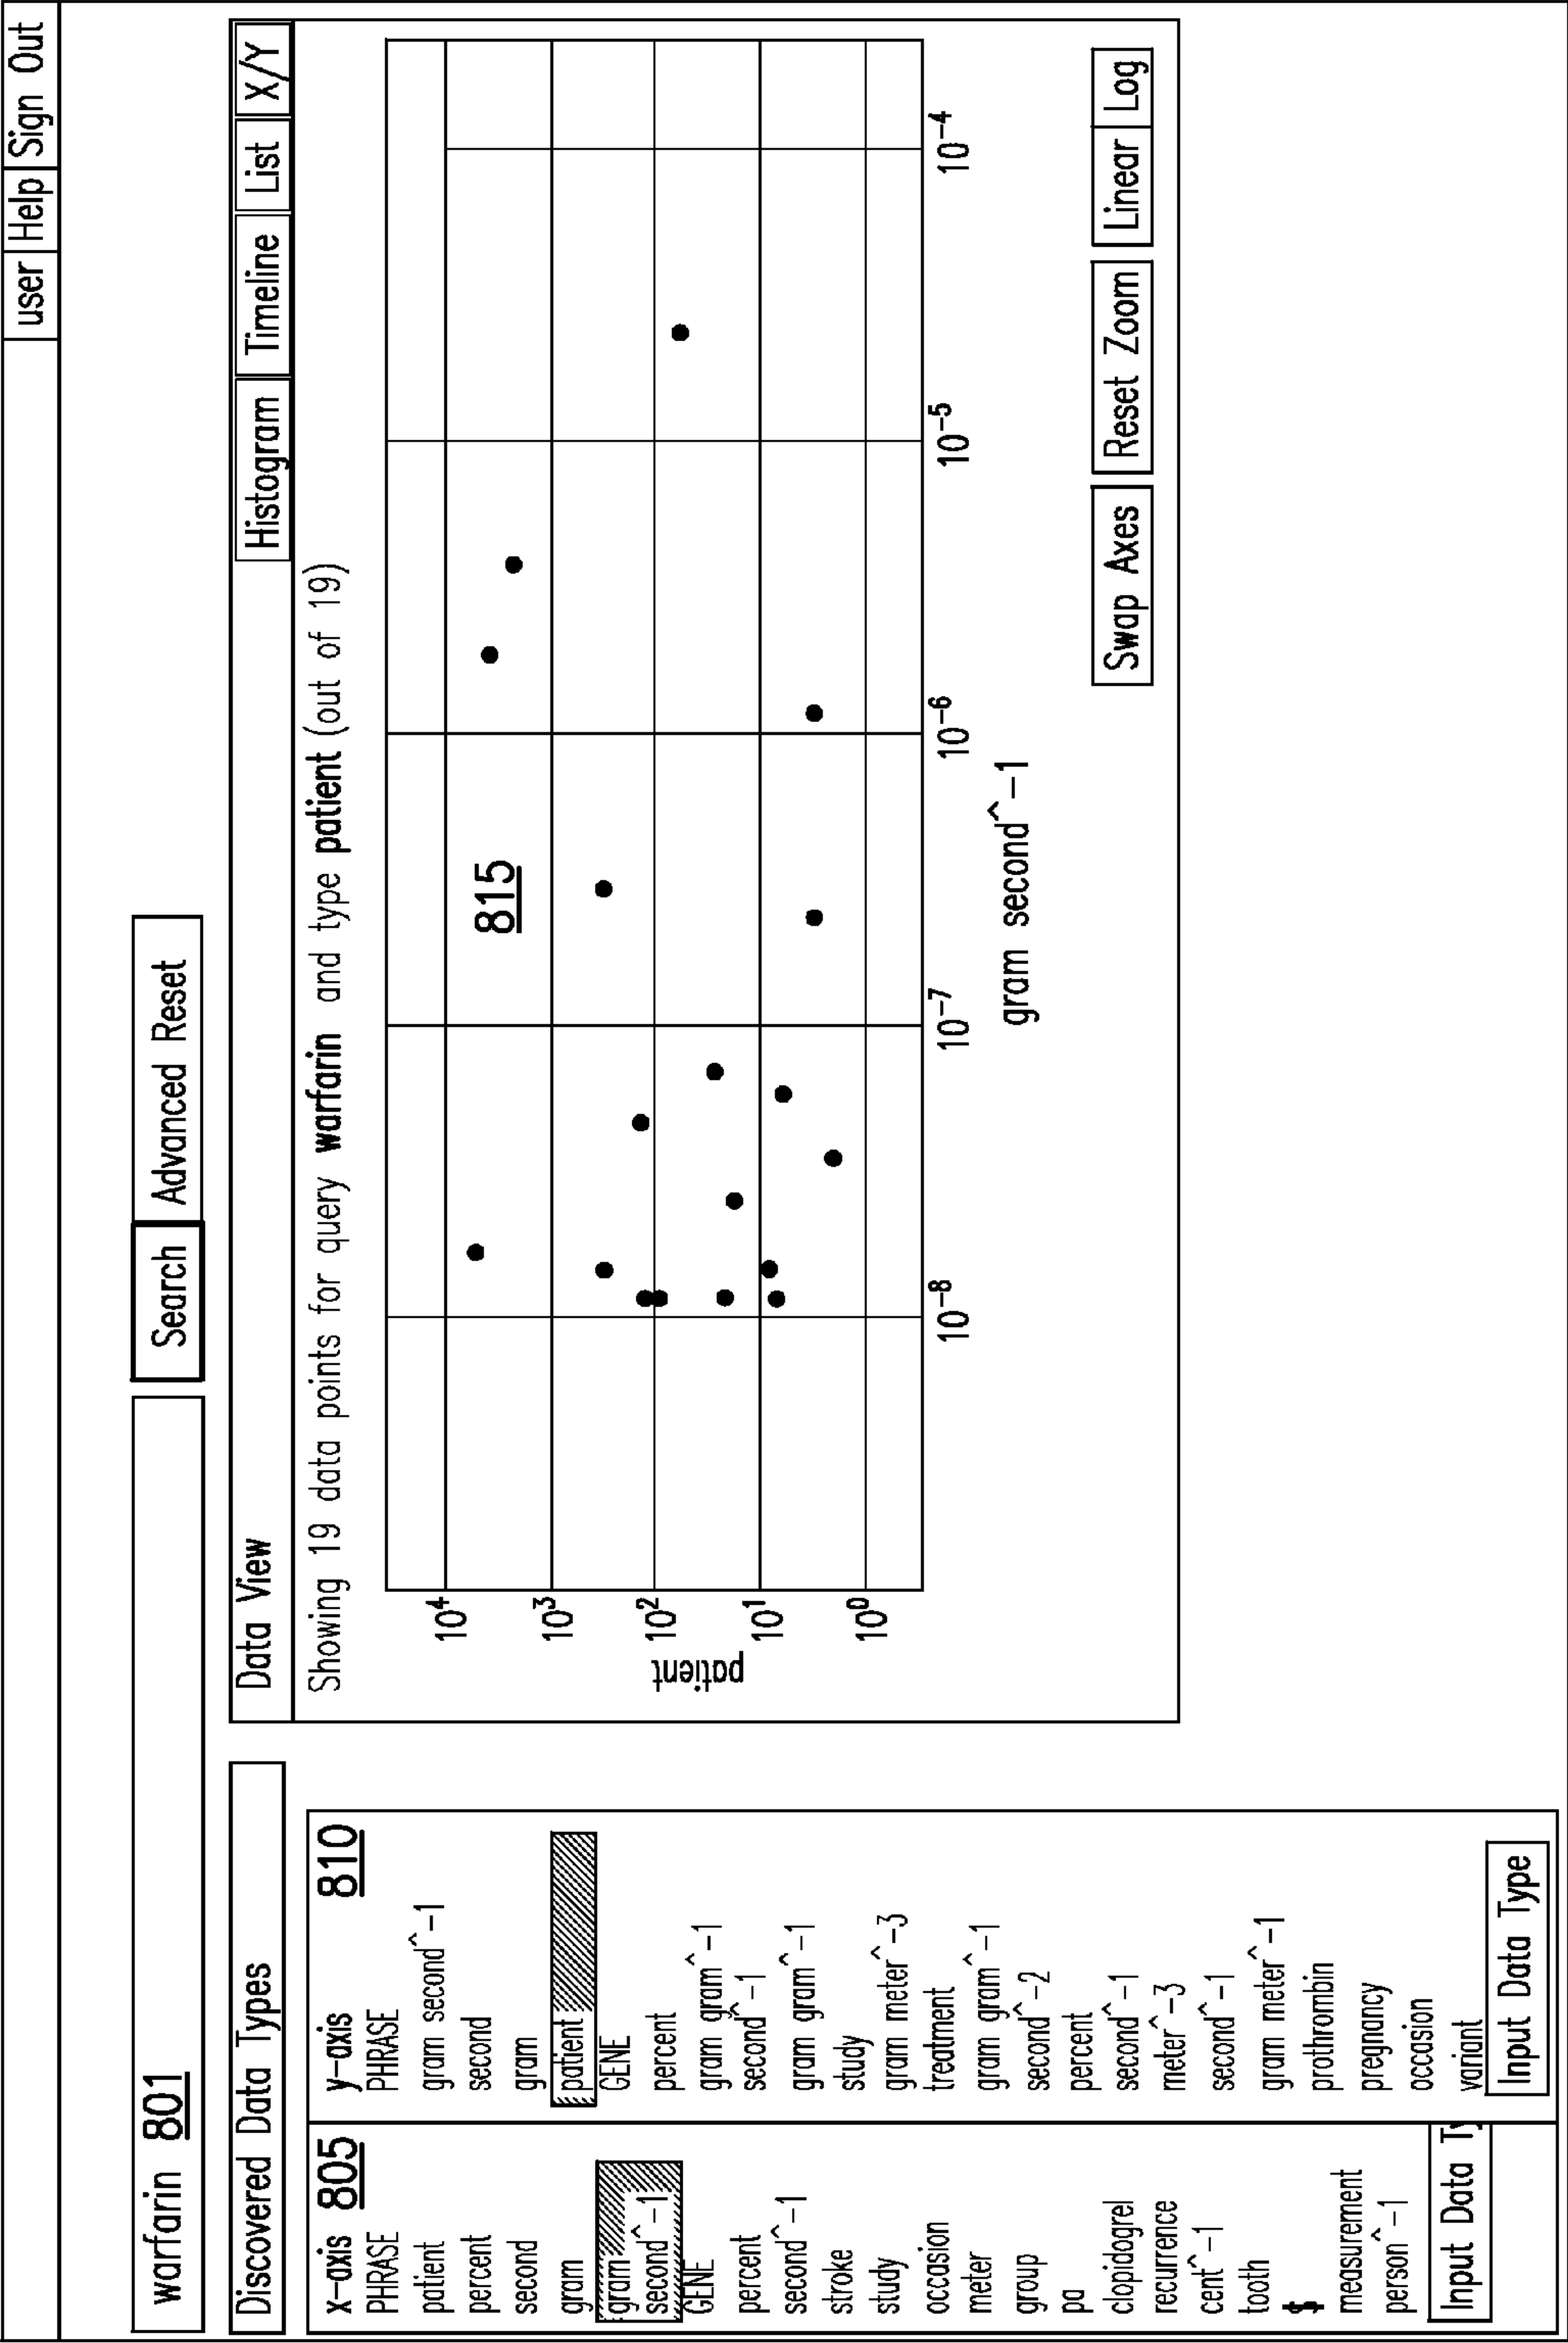 user Help Sign Out
warfarin 801
Search Advanced Reset
Discovered Data Types
x-axis 805
PHRASE
patient
percent
second
gram
gram
second^-1
GENE
percent
second^-1
stroke
study
occasion
meter
group
pa
clopidogrel
recurrence
cent^-1
tooth
$
measurement
person^-1
Input Data Ty
y-axis 810
PHRASE
gram second^-1
second
gram
patient
GENE
percent
gram gram^-1
second^-1
gram gram^-1
study
gram meter^-3
treatment
gram gram^-1
second^-2
percent
second^-1
meter^-3
second^-1
gram meter^-1
prothrombin
pregnancy
occasion
variant
Input Data Type
Data View
Histogram Timeline List X/Y
Showing 19 data points for query warfarin and type patient (out of 19)
10^4
10^3
10^2
10^1
10^0
patient
815
10^-8 10^-7 10^-6 10^-5 10^-4
gram second^-1
Swap Axes Reset Zoom Linear Log